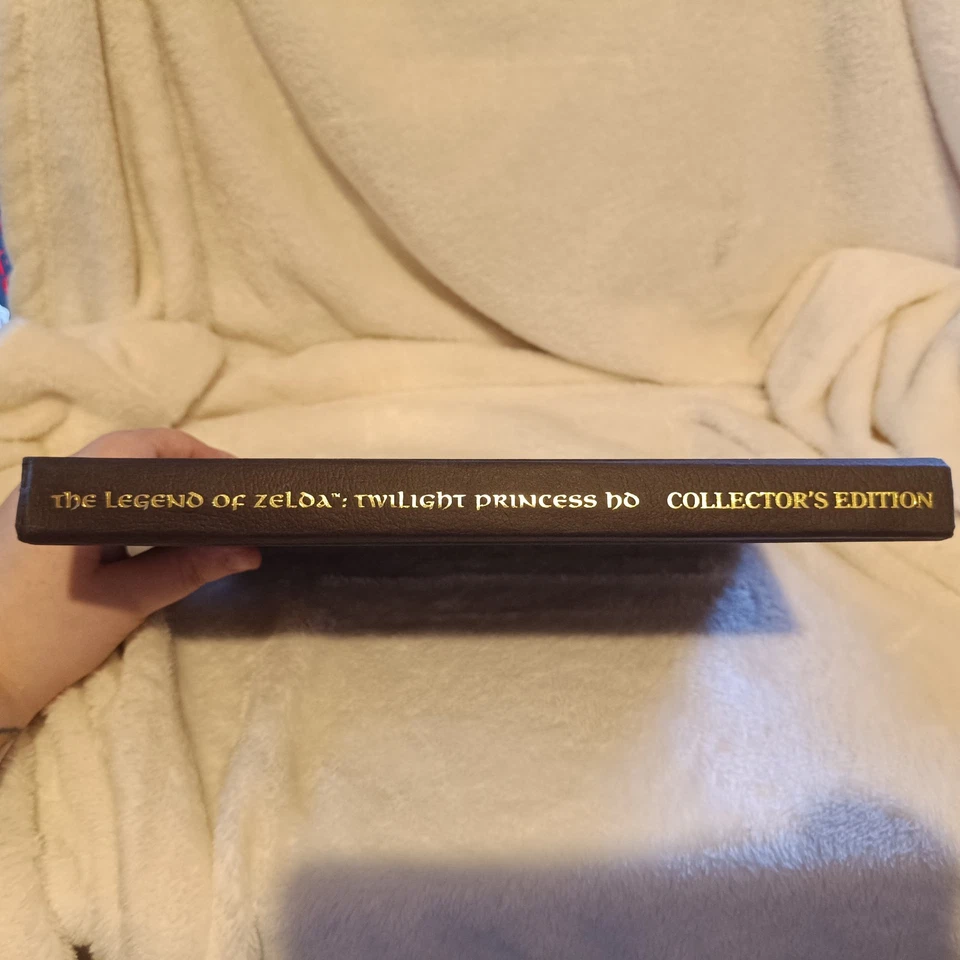 The Legend of Zelda™: Twilight Princess HD COLLECTOR'S EDITION